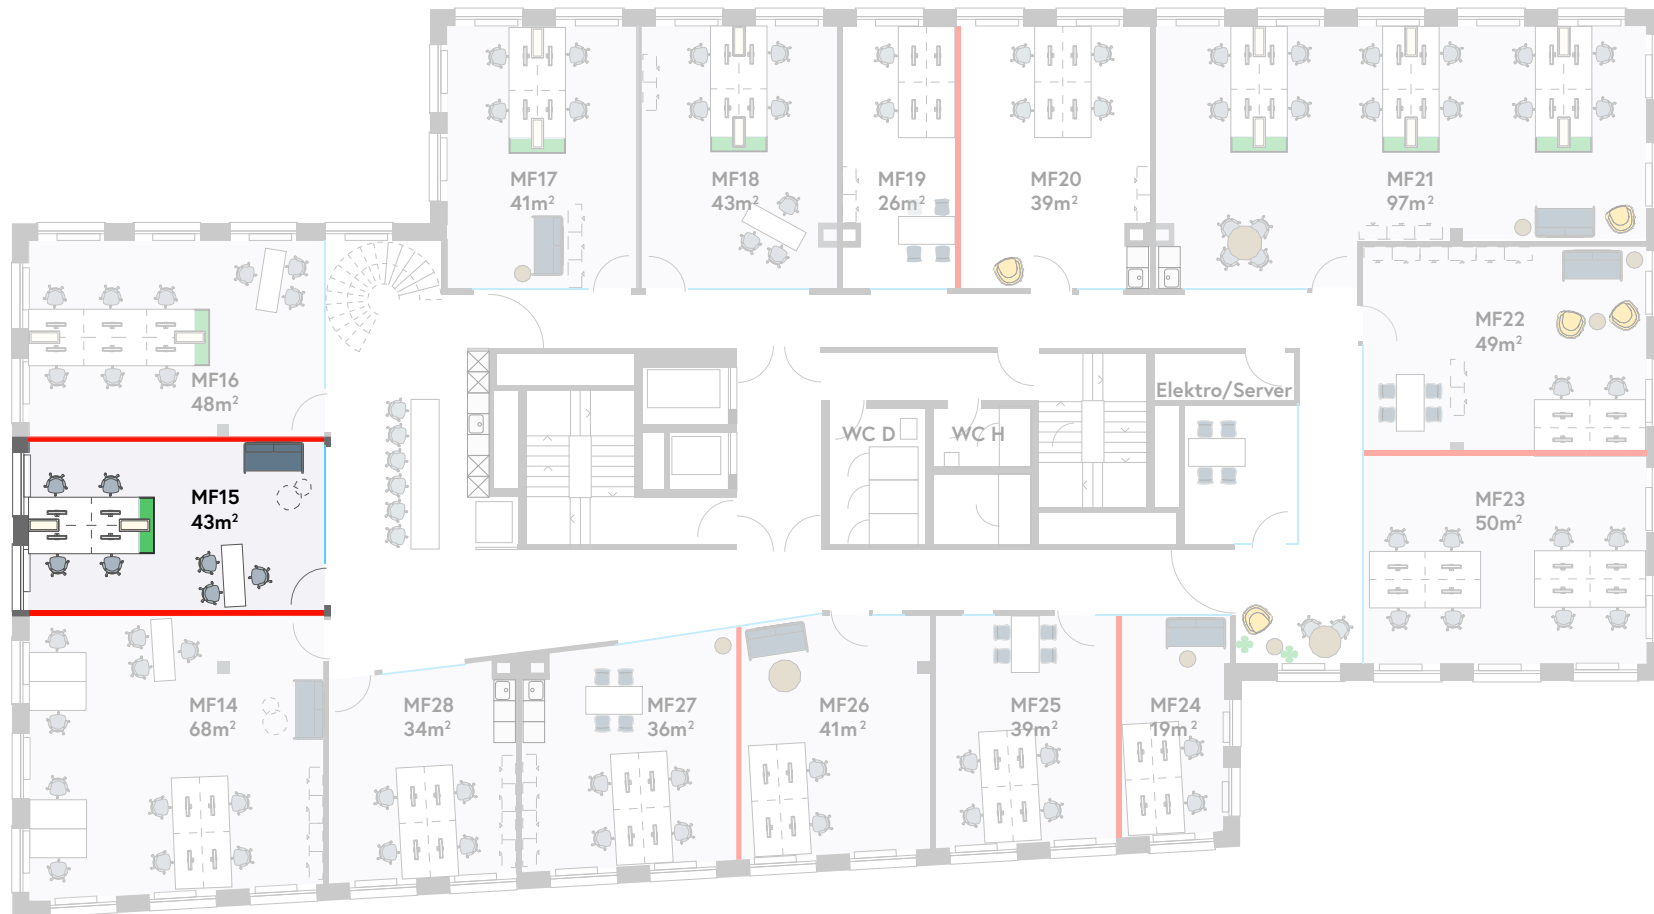 MF17
41m²
MF18
43m²
MF19
26m²
MF20
39m²
MF21
97m²
MF22
49m²
MF16
48m²
Elektro/Server
WC D
WC H
MF15
43m²
MF23
50m²
MF14
68m²
MF28
34m²
MF27
36m²
MF26
41m²
MF25
39m²
MF24
19m²